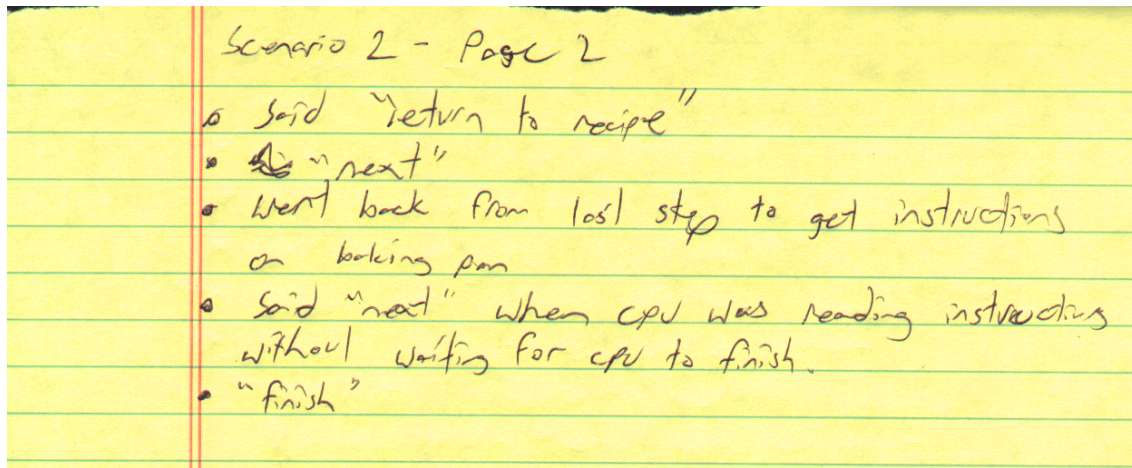 Scenario 2 - Page 2
• Said "return to recipe"
• "next"
• Went back from last step to get instructions
on baking pan
• Said "next" when cpu was reading instructions
without waiting for cpu to finish.
• "finish"